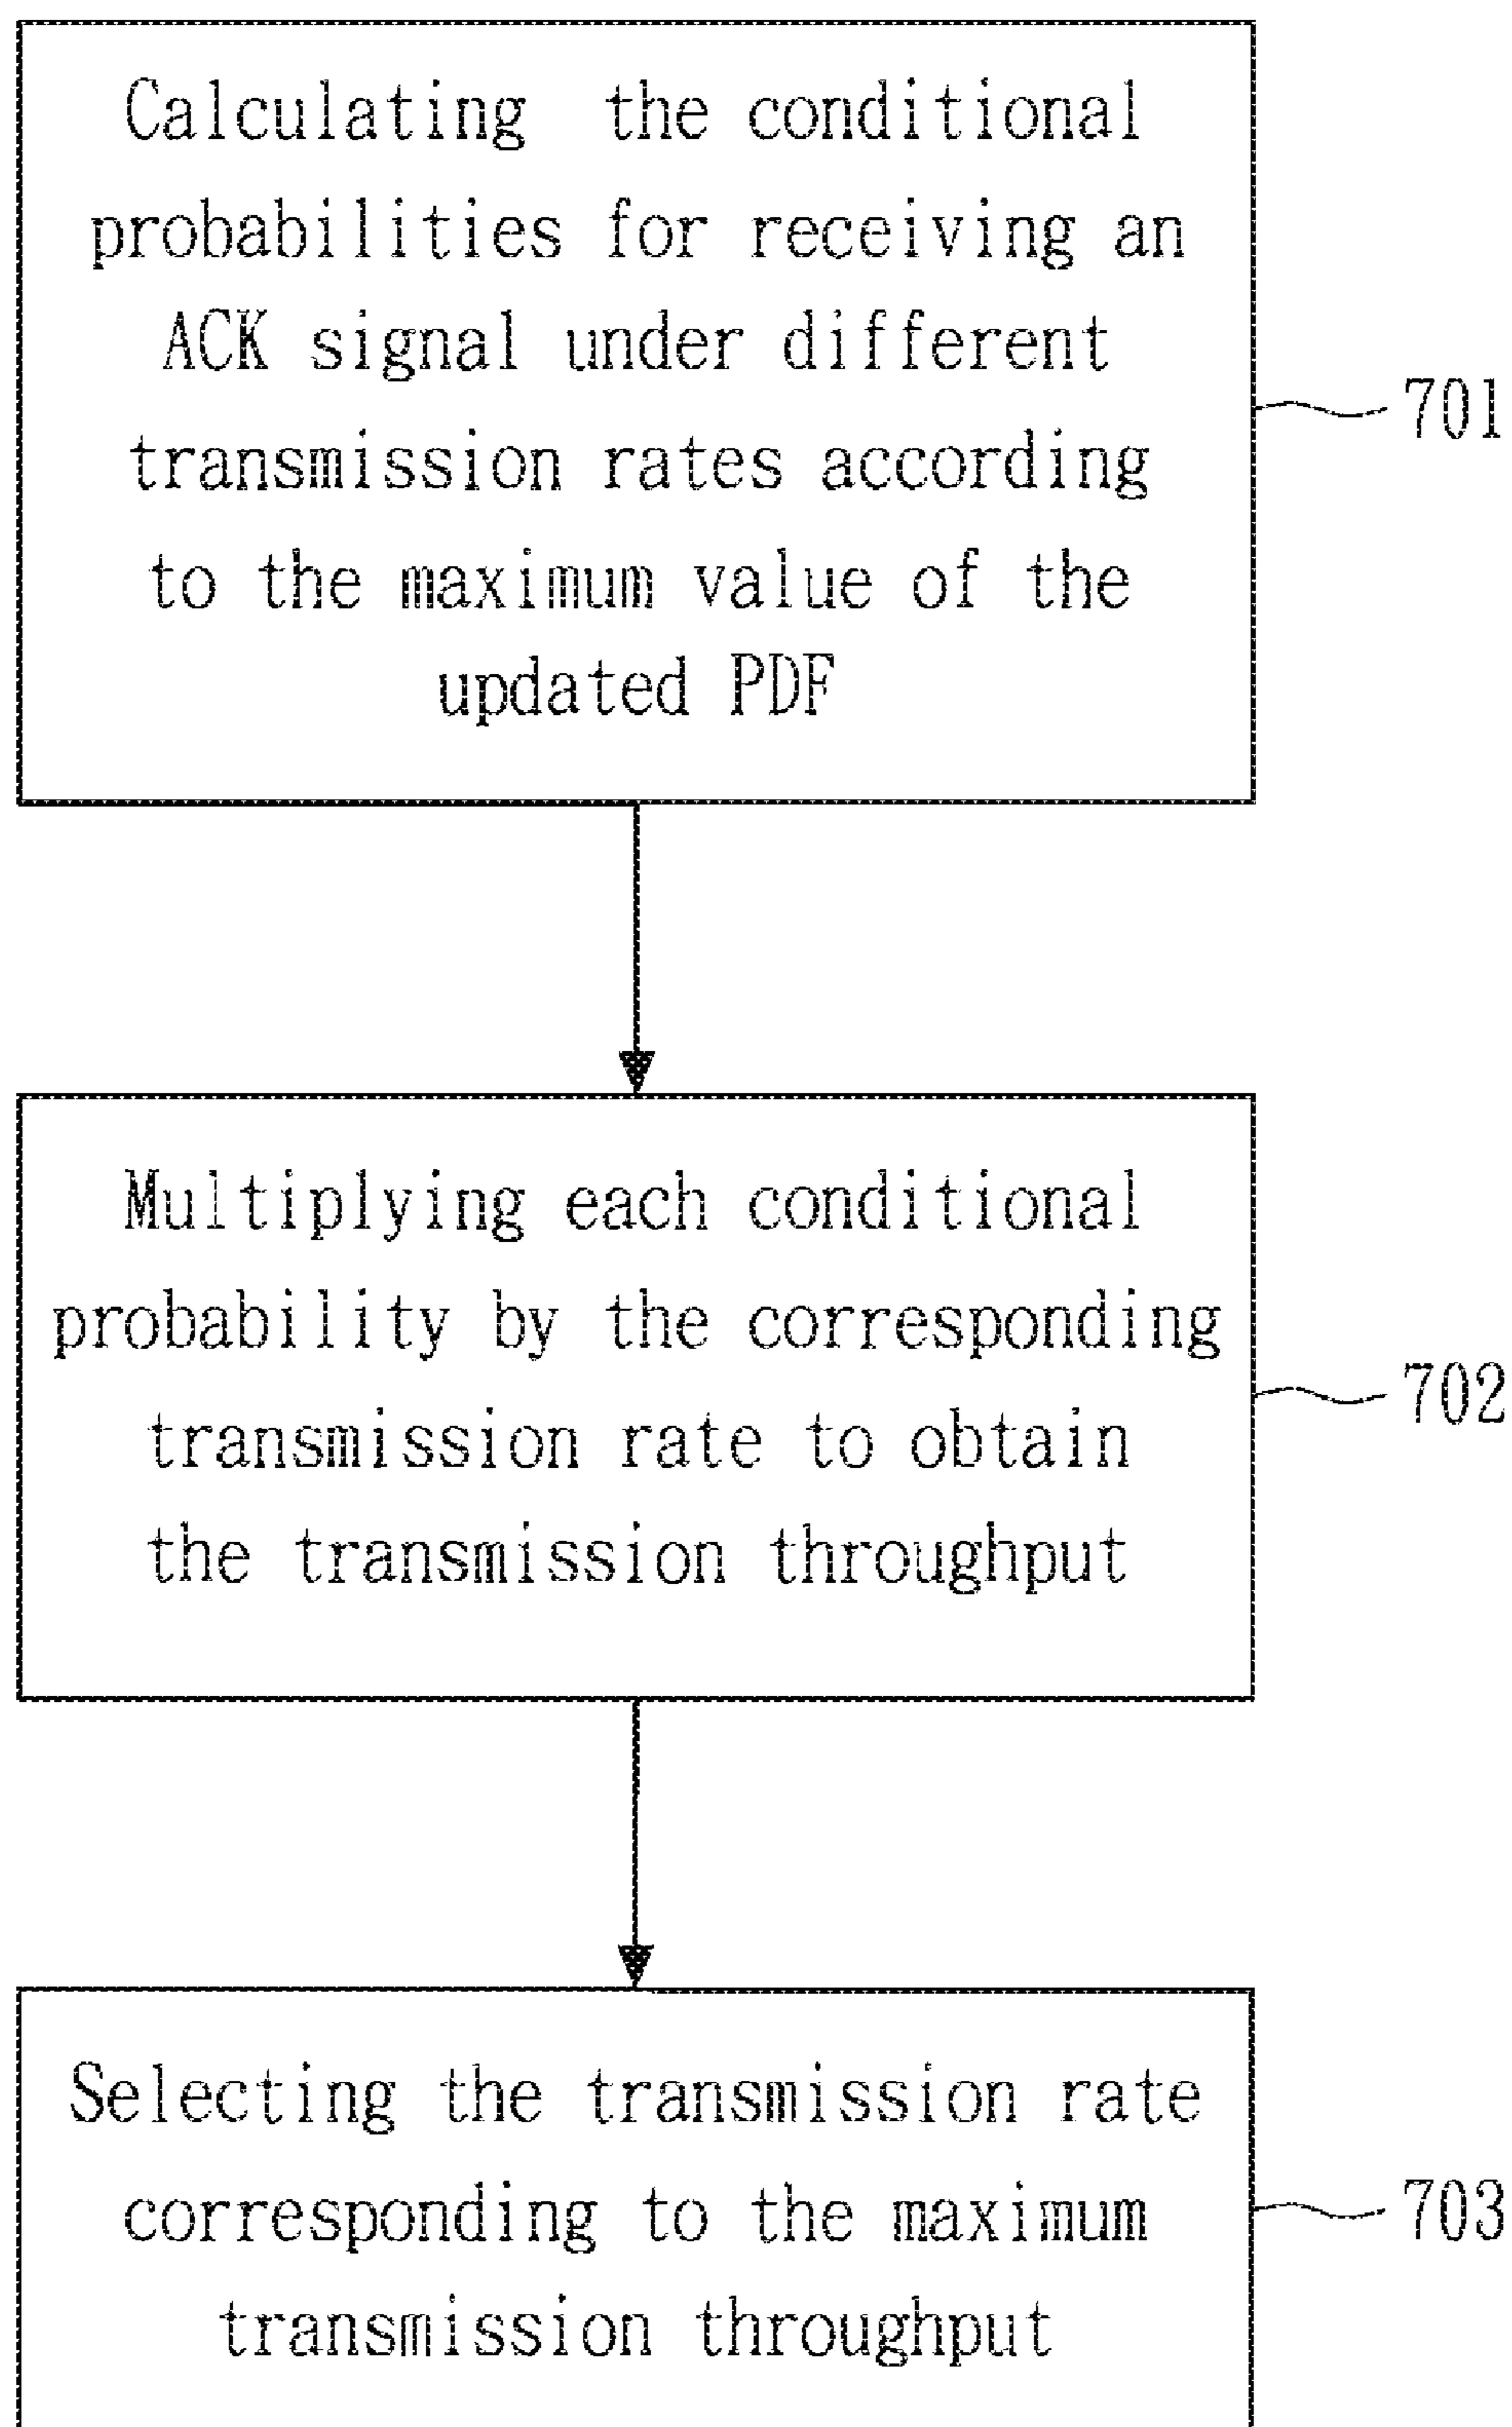 Calculating the conditional
probabilities for receiving an
ACK signal under different
transmission rates according
to the maximum value of the
updated PDF
701
Multiplying each conditional
probability by the corresponding
transmission rate to obtain
the transmission throughput
702
Selecting the transmission rate
corresponding to the maximum
transmission throughput
703